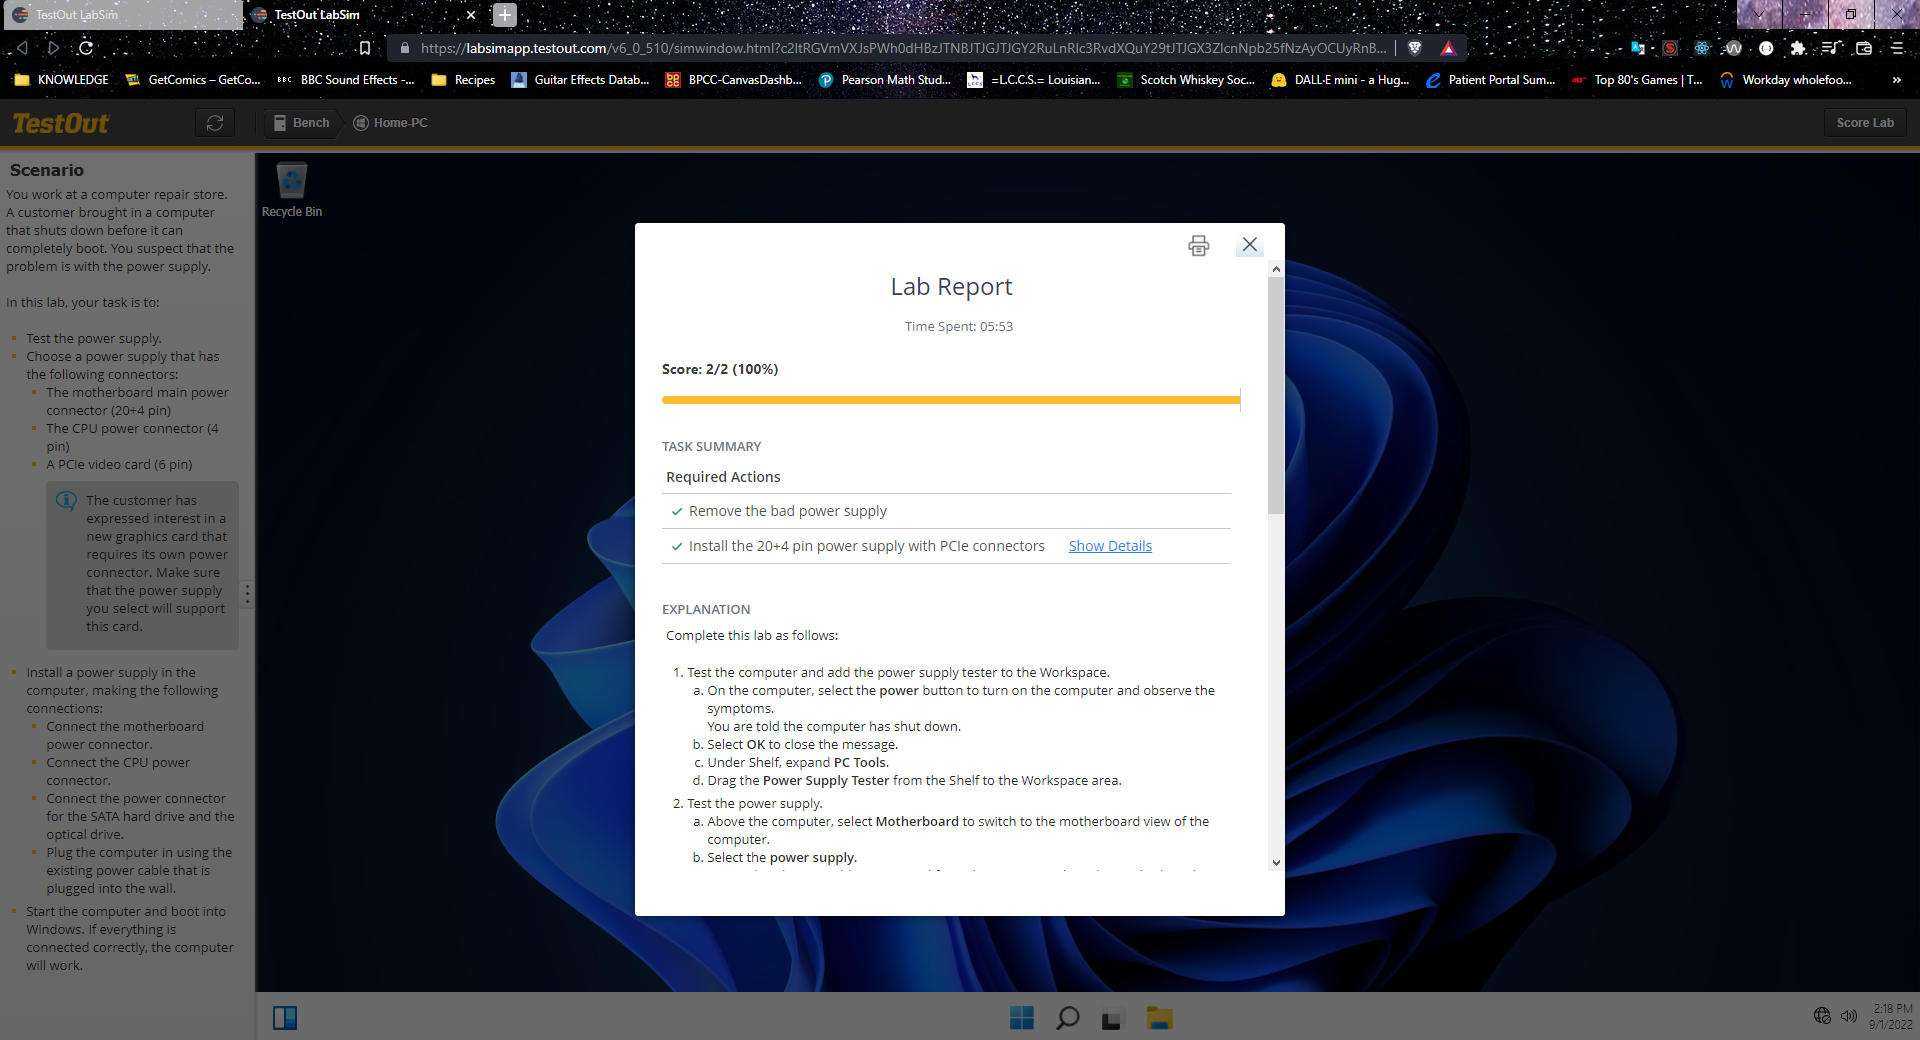 TestOut LabSim
TestOut LabSim
https://labsimapp.testout.com/v6_0_510/simwindow.html?
KNOWLEDGE
GetComics – GetCo...
BBC
BBC Sound Effects -...
Recipes
Guitar Effects Datab...
BPCC-CanvasDashb...
Pearson Math Stud...
=L.C.C.S.= Louisian...
Scotch Whiskey Soc...
DALL·E mini - a Hug...
Patient Portal Sum...
Top 80's Games | T...
Workday wholefoo...
»
TestOut
Bench
Home-PC
Score Lab
Scenario
You work at a computer repair store.
A customer brought in a computer
that shuts down before it can
completely boot. You suspect that the
problem is with the power supply.
In this lab, your task is to:
Test the power supply.
Choose a power supply that has
the following connectors:
The motherboard main power
connector (20+4 pin)
The CPU power connector (4
pin)
A PCIe video card (6 pin)
The customer has
expressed interest in a
new graphics card that
requires its own power
connector. Make sure
that the power supply
you select will support
this card.
Install a power supply in the
computer, making the following
connections:
Connect the motherboard
power connector.
Connect the CPU power
connector.
Connect the power connector
for the SATA hard drive and the
optical drive.
Plug the computer in using the
existing power cable that is
plugged into the wall.
Start the computer and boot into
Windows. If everything is
connected correctly, the computer
will work.
Recycle Bin
Lab Report
Time Spent: 05:53
Score: 2/2 (100%)
TASK SUMMARY
Required Actions
Remove the bad power supply
Install the 20+4 pin power supply with PCIe connectors Show Details
EXPLANATION
Complete this lab as follows:
1. Test the computer and add the power supply tester to the Workspace.
a. On the computer, select the power button to turn on the computer and observe the
symptoms.
You are told the computer has shut down.
b. Select OK to close the message.
c. Under Shelf, expand PC Tools.
d. Drag the Power Supply Tester from the Shelf to the Workspace area.
2. Test the power supply.
a. Above the computer, select Motherboard to switch to the motherboard view of the
computer.
b. Select the power supply.
2:18 PM
9/1/2022